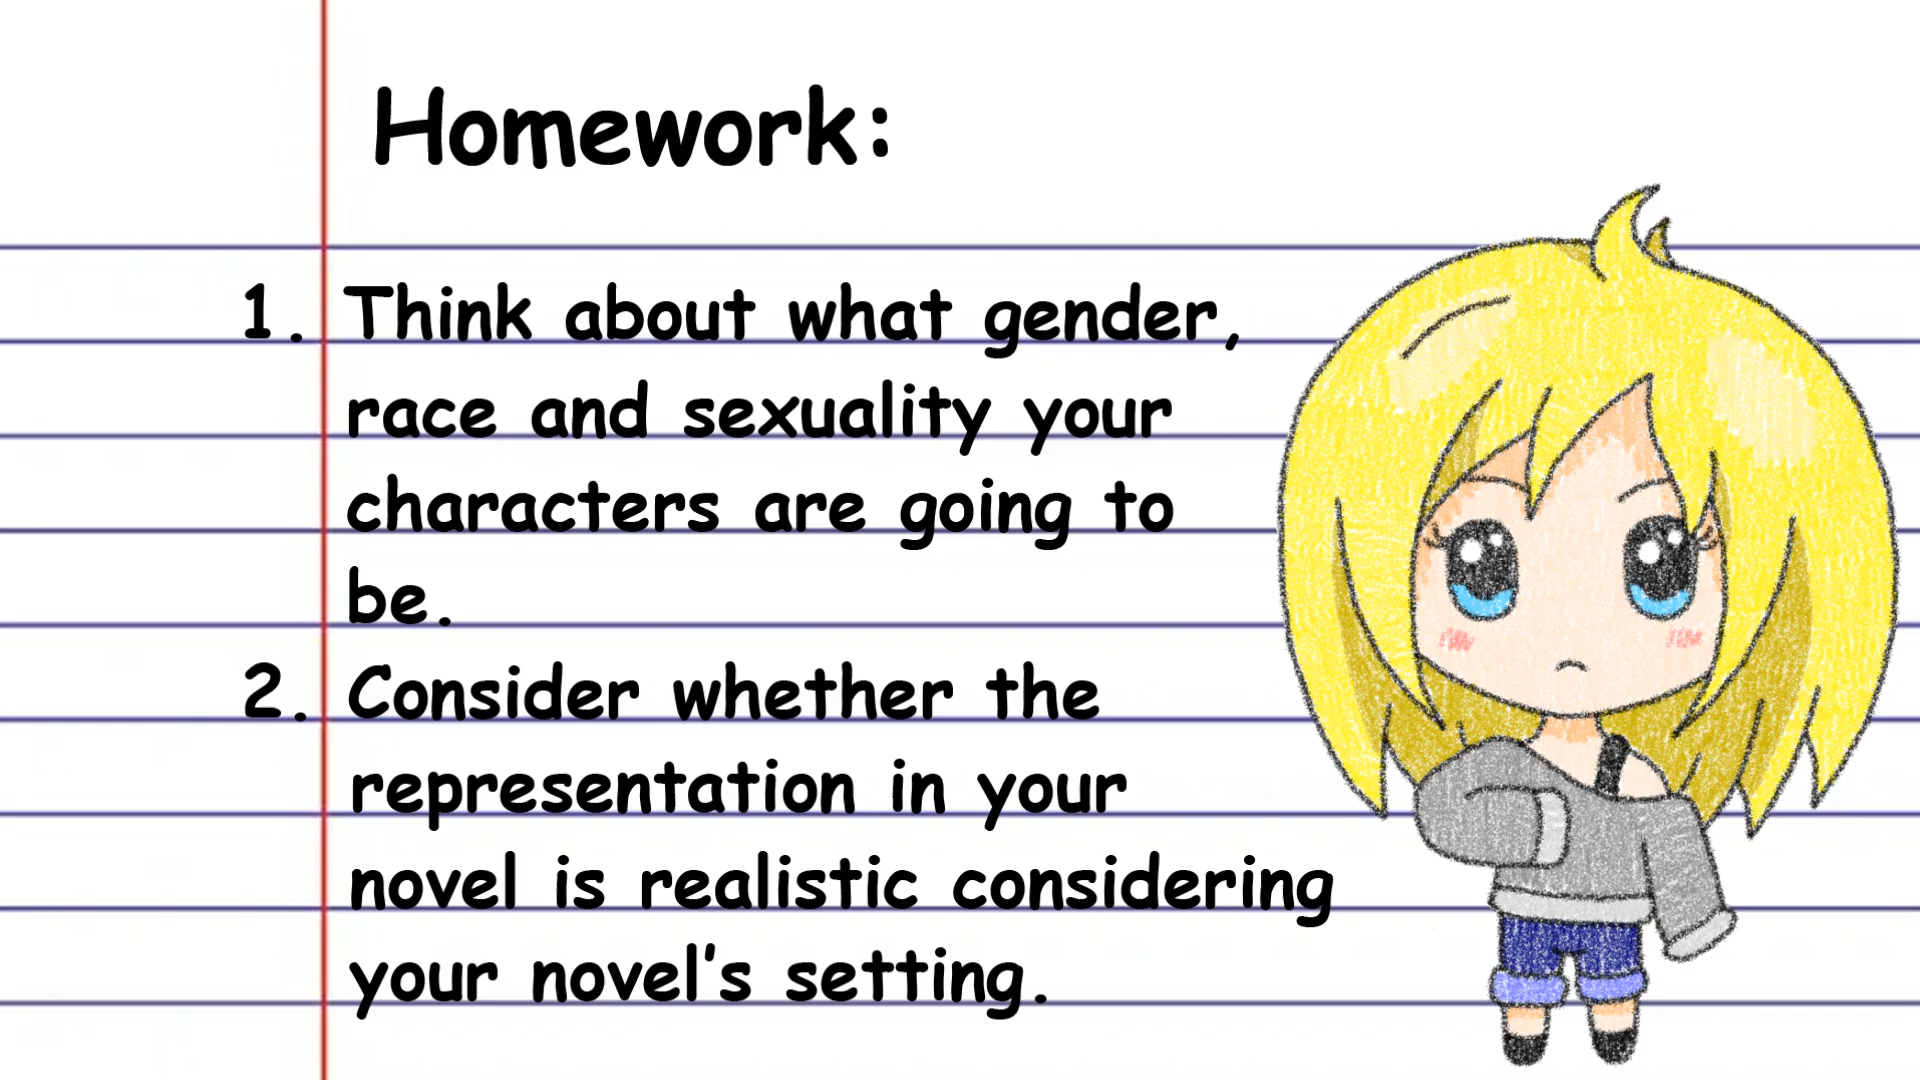 Homework:
1. Think about what gender,
race and sexuality your
characters are going to
be.
2. Consider whether the
representation in your
novel is realistic considering
your novel's setting.